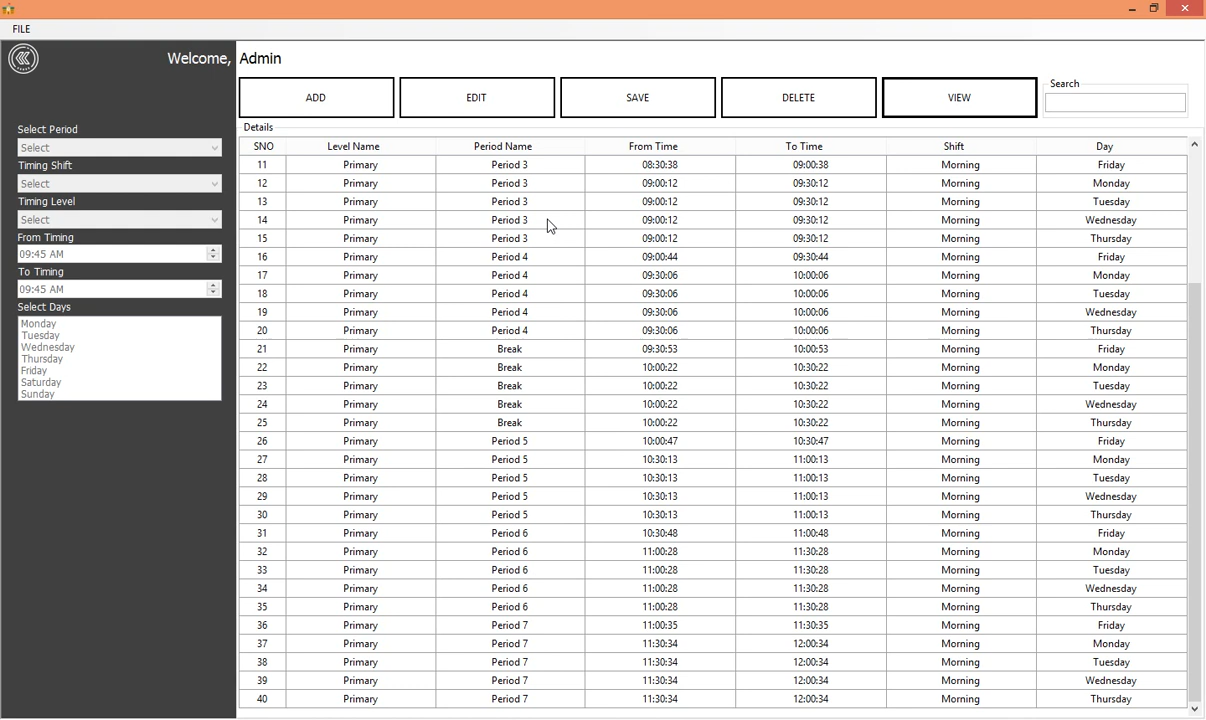 FILE
Welcome, Admin
ADD EDIT SAVE DELETE VIEW Search
Select Period
Select
Timing Shift
Select
Timing Level
Select
From Timing
09:45 AM
To Timing
09:45 AM
Select Days
Monday
Tuesday
Wednesday
Thursday
Friday
Saturday
Sunday
Details
SNO Level Name Period Name From Time To Time Shift Day
11 Primary Period 3 08:30:38 09:00:38 Morning Friday
12 Primary Period 3 09:00:12 09:30:12 Morning Monday
13 Primary Period 3 09:00:12 09:30:12 Morning Tuesday
14 Primary Period 3 09:00:12 09:30:12 Morning Wednesday
15 Primary Period 3 09:00:12 09:30:12 Morning Thursday
16 Primary Period 4 09:00:44 09:30:44 Morning Friday
17 Primary Period 4 09:30:06 10:00:06 Morning Monday
18 Primary Period 4 09:30:06 10:00:06 Morning Tuesday
19 Primary Period 4 09:30:06 10:00:06 Morning Wednesday
20 Primary Period 4 09:30:06 10:00:06 Morning Thursday
21 Primary Break 09:30:53 10:00:53 Morning Friday
22 Primary Break 10:00:22 10:30:22 Morning Monday
23 Primary Break 10:00:22 10:30:22 Morning Tuesday
24 Primary Break 10:00:22 10:30:22 Morning Wednesday
25 Primary Break 10:00:22 10:30:22 Morning Thursday
26 Primary Period 5 10:00:47 10:30:47 Morning Friday
27 Primary Period 5 10:30:13 11:00:13 Morning Monday
28 Primary Period 5 10:30:13 11:00:13 Morning Tuesday
29 Primary Period 5 10:30:13 11:00:13 Morning Wednesday
30 Primary Period 5 10:30:13 11:00:13 Morning Thursday
31 Primary Period 6 10:30:48 11:00:48 Morning Friday
32 Primary Period 6 11:00:28 11:30:28 Morning Monday
33 Primary Period 6 11:00:28 11:30:28 Morning Tuesday
34 Primary Period 6 11:00:28 11:30:28 Morning Wednesday
35 Primary Period 6 11:00:28 11:30:28 Morning Thursday
36 Primary Period 7 11:00:35 11:30:35 Morning Friday
37 Primary Period 7 11:30:34 12:00:34 Morning Monday
38 Primary Period 7 11:30:34 12:00:34 Morning Tuesday
39 Primary Period 7 11:30:34 12:00:34 Morning Wednesday
40 Primary Period 7 11:30:34 12:00:34 Morning Thursday